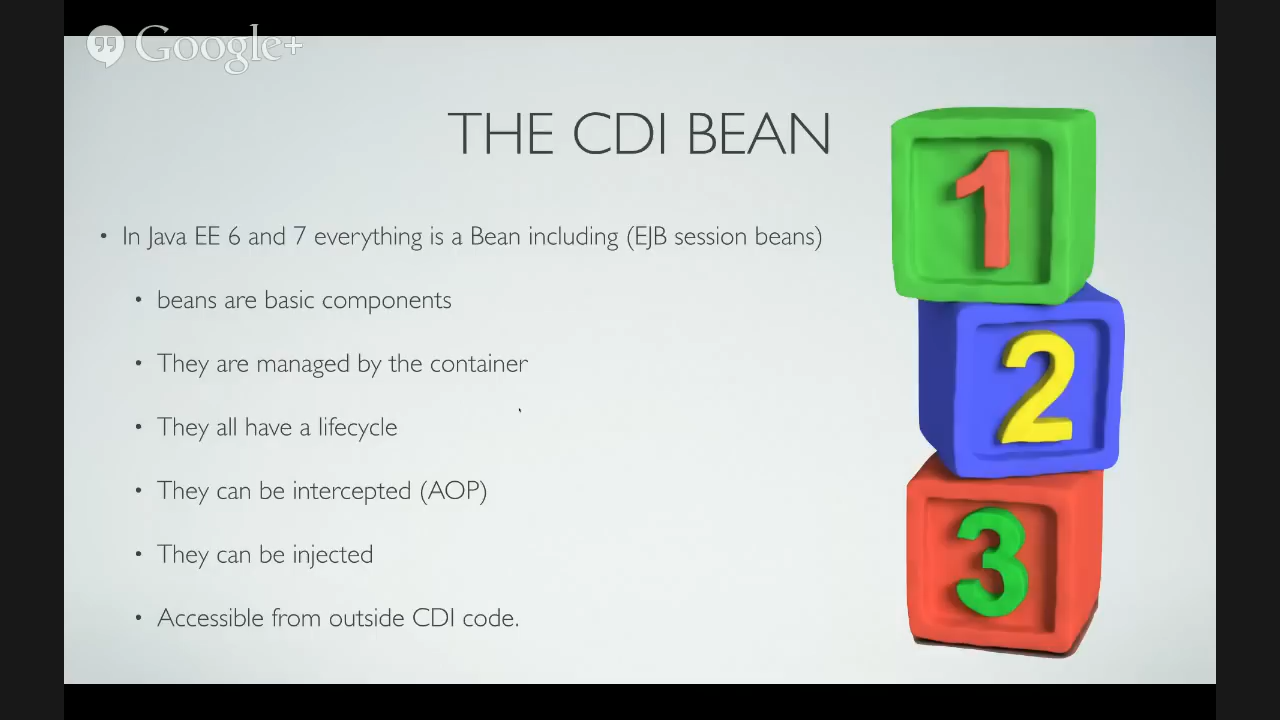 Google+
THE CDI BEAN
• In Java EE 6 and 7 everything is a Bean including (EJB session beans)
• beans are basic components
• They are managed by the container
• They all have a lifecycle
• They can be intercepted (AOP)
• They can be injected
• Accessible from outside CDI code.
1
2
3